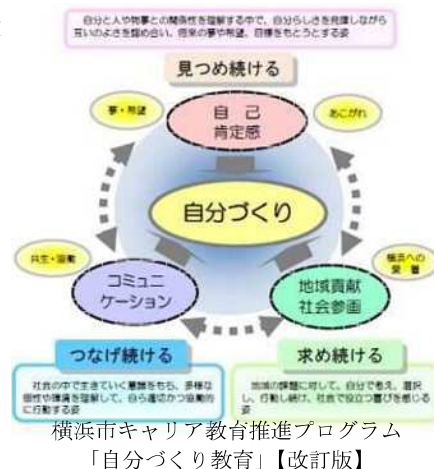 自分と人や物事との関係性を理解する中で、自分らしさを発揮しながら
互いのよさを認め合い、将来の夢や希望、目標をもとうとする姿
見つめ続ける
夢・希望
自己
肯定感
あこがれ
自分づくり
共生・協働
コミュニ
ケーション
地域貢献
社会参画
横浜への
愛着
つなげ続ける
社会の中で生きていく意識をもち、多様な
個性や環境を理解して、自ら適切かつ協働的
に行動する姿
求め続ける
地域の課題に対して、自分で考え、選択
し、行動し続け、社会で役立つ喜びを感じる
姿
横浜市キャリア教育推進プログラム
「自分づくり教育」【改訂版】